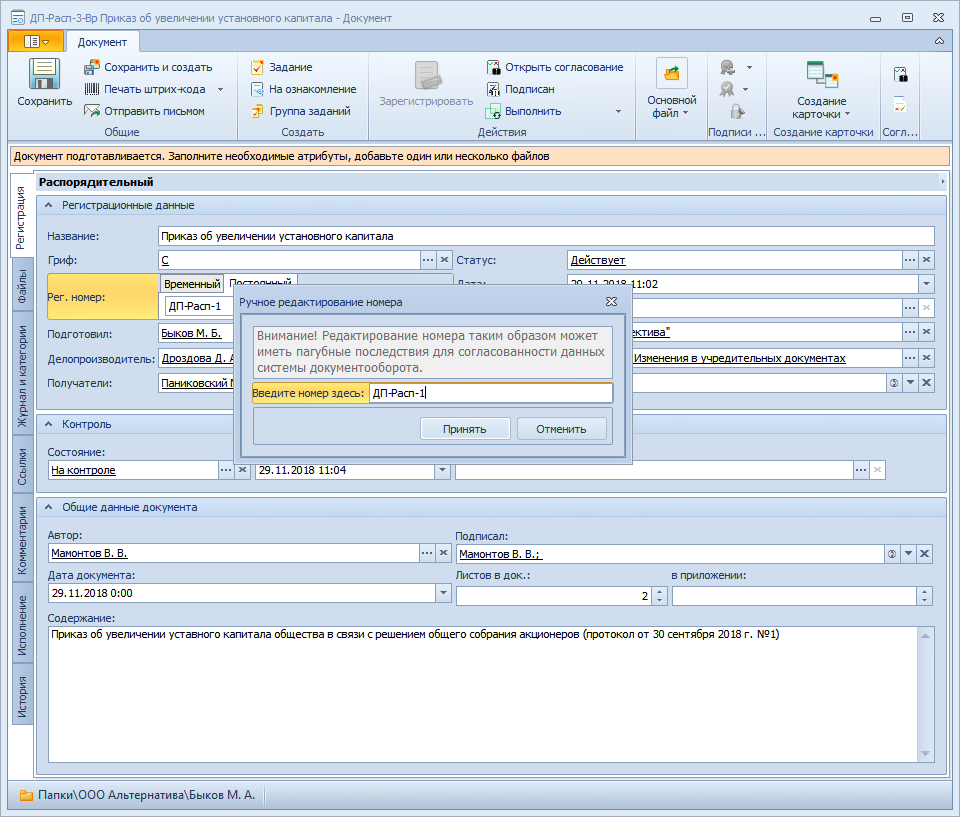 ДП-Расп-3-Вр Приказ об увеличении установного капитала - Документ
Документ
Сохранить
Сохранить и создать
Печать штрих-кода
Отправить письмом
Общие
Задание
На ознакомление
Группа заданий
Создать
Зарегистрировать
Открыть согласование
Подписан
Выполнить
Действия
Основной файл
Подписи ...
Создание карточки
Создание карточки
Согл...
Документ подготавливается. Заполните необходимые атрибуты, добавьте один или несколько файлов
Регистрация
Файлы
Журнал и категории
Ссылки
Комментарии
Исполнение
История
Распорядительный
Регистрационные данные
Название: Приказ об увеличении установного капитала
Гриф: С
Статус: Действует
Рег. номер: Временный Постоянный
ДП-Расп-1
Дата: 29.11.2018 11:02
Подготовил: Быков М. Б.
ектива"
Делопроизводитель: Дроздова Д. А
Изменения в учредительных документах
Получатели: Паниковский М
Ручное редактирование номера
Внимание! Редактирование номера таким образом может
иметь пагубные последствия для согласованности данных
системы документооборота.
Введите номер здесь: ДП-Расп-1
Принять Отменить
Контроль
Состояние:
На контроле 29.11.2018 11:04
Общие данные документа
Автор: Подписал:
Мамонтов В. В. Мамонтов В. В.;
Дата документа: Листов в док.: в приложении:
29.11.2018 0:00 2
Содержание:
Приказ об увеличении уставного капитала общества в связи с решением общего собрания акционеров (протокол от 30 сентября 2018 г. №1)
Папки\ООО Альтернатива\Быков М. А.